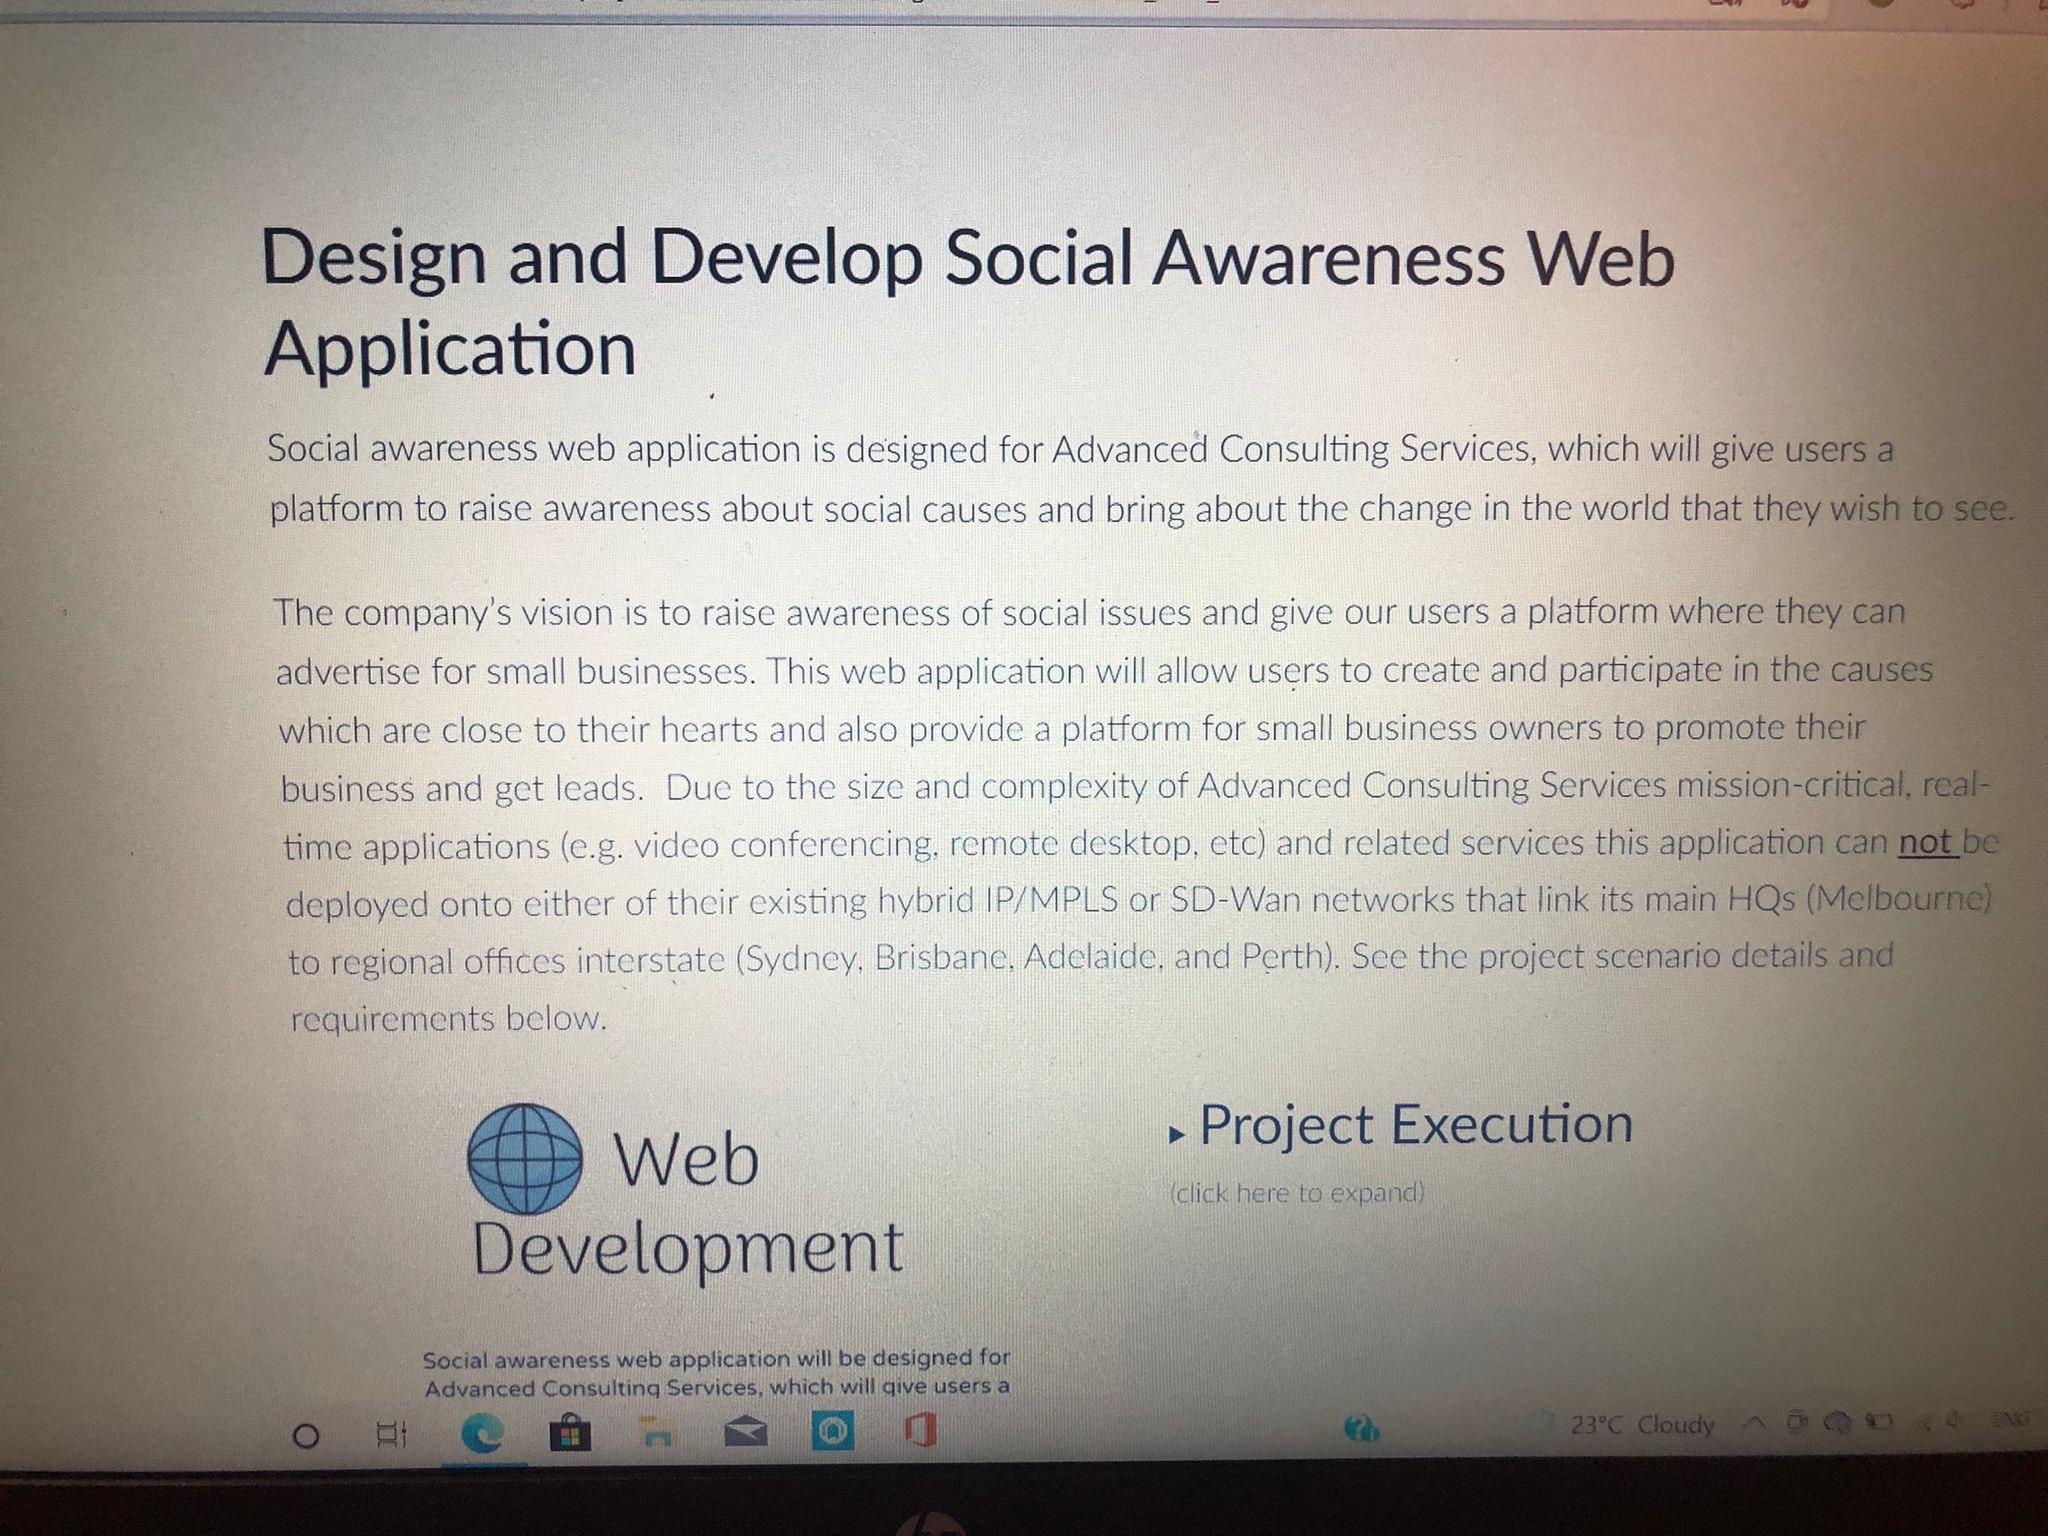 Design and Develop Social Awareness Web
Application
Social awareness web application is designed for Advanced Consulting Services, which will give users a
platform to raise awareness about social causes and bring about the change in the world that they wish to see.
The company's vision is to raise awareness of social issues and give our users a platform where they can
advertise for small businesses. This web application will allow users to create and participate in the causes
which are close to their hearts and also provide a platform for small business owners to promote their
business and get leads. Due to the size and complexity of Advanced Consulting Services mission-critical, real-
time applications (e.g. video conferencing, remote desktop, etc) and related services this application can not be
deployed onto either of their existing hybrid IP/MPLS or SD-Wan networks that link its main HQs (Melbourne)
to regional offices interstate (Sydney, Brisbane, Adelaide, and Perth). See the project scenario details and
requirements below.
Web
Development
Project Execution
(click here to expand)
Social awareness web application will be designed for
Advanced Consulting Services, which will give users a
23°C Cloudy
ENG